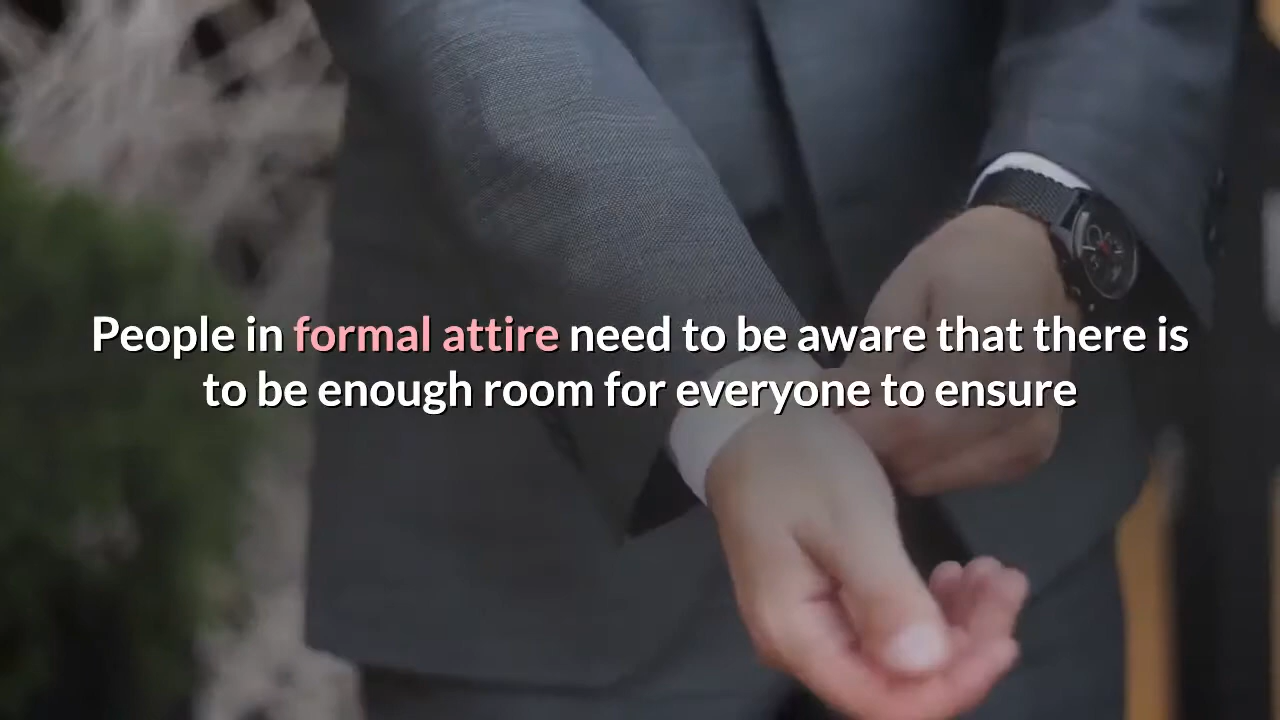 People in formal attire need to be aware that there is
to be enough room for everyone to ensure